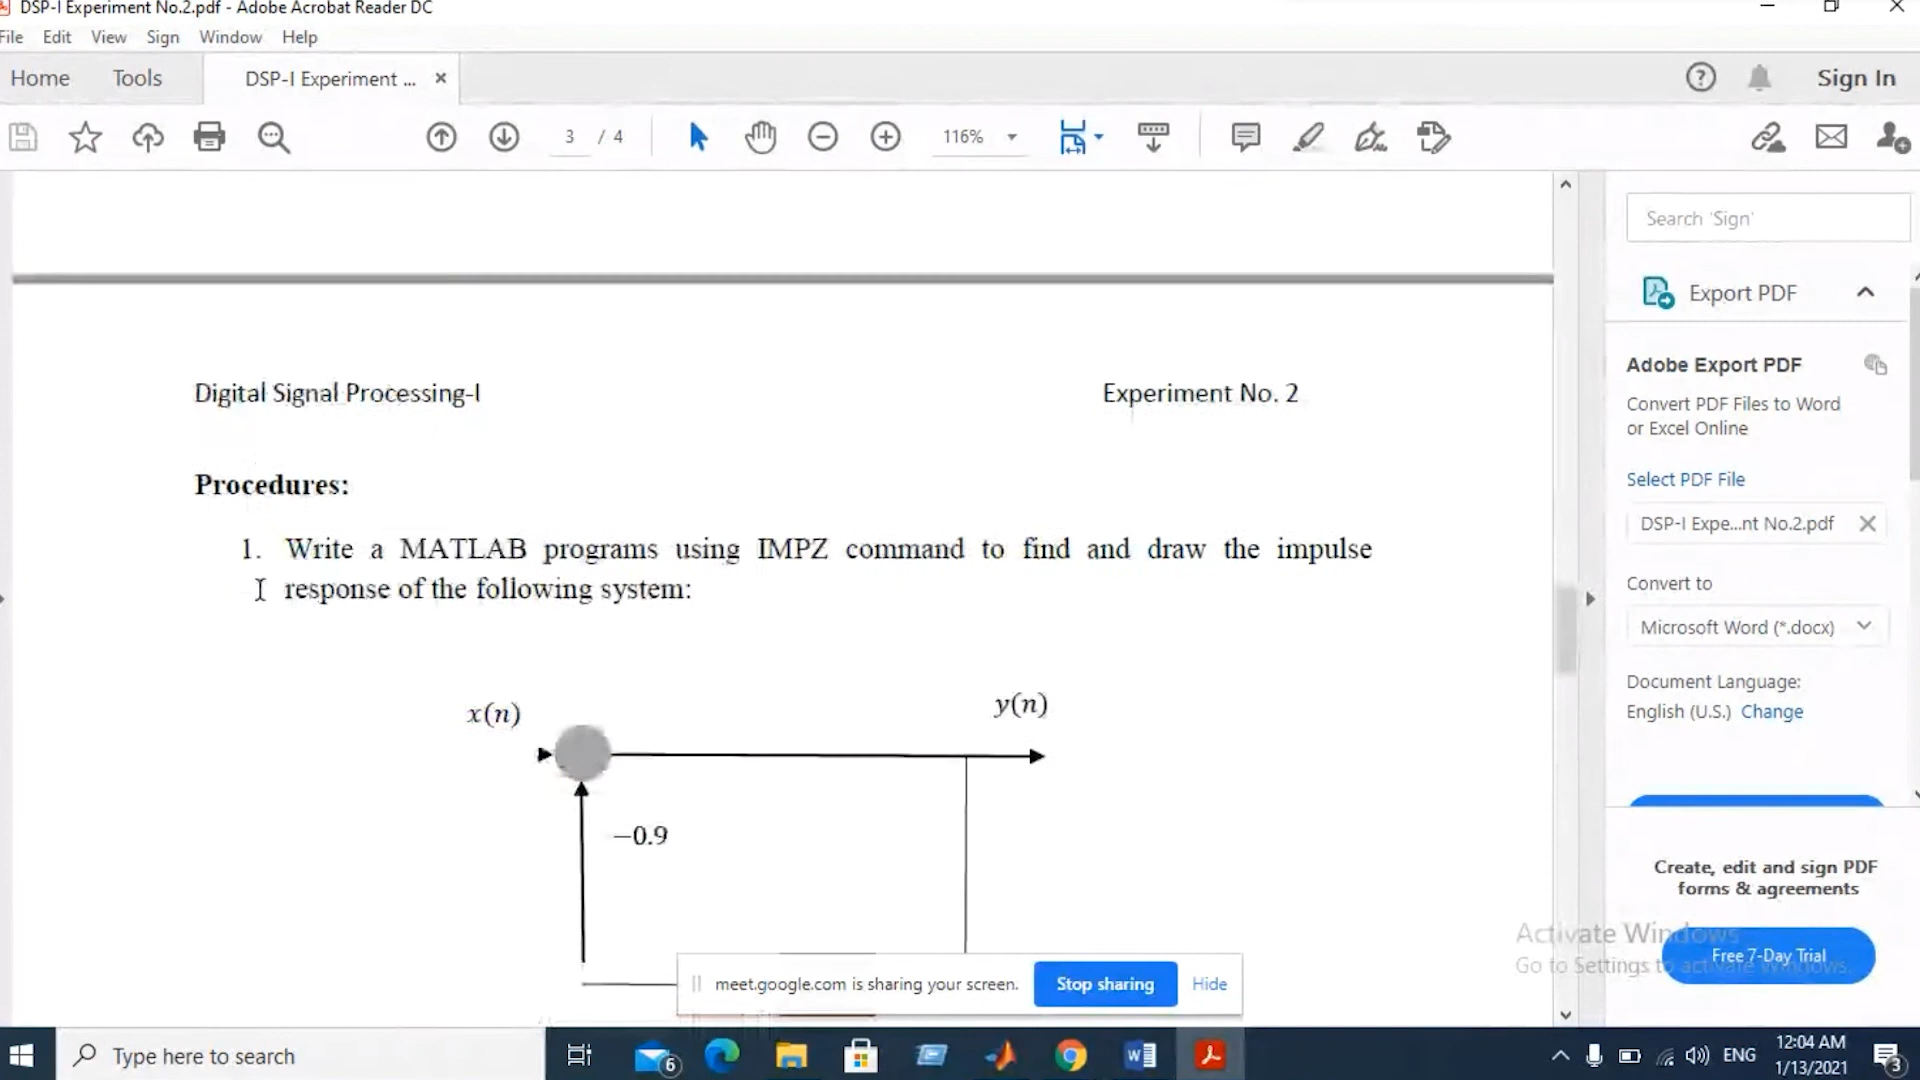 DSP-I Experiment No.2.pdf - Adobe Acrobat Reader DC
File Edit View Sign Window Help
Home Tools DSP-I Experiment ... × Sign In
3 / 4 116%
Search 'Sign'
Export PDF
Adobe Export PDF
Convert PDF Files to Word
or Excel Online
Select PDF File
DSP-I Expe...nt No.2.pdf
Convert to
Microsoft Word (*.docx)
Document Language:
English (U.S.) Change
Create, edit and sign PDF
forms & agreements
Free 7-Day Trial
Digital Signal Processing-I Experiment No. 2
Procedures:
1. Write a MATLAB programs using IMPZ command to find and draw the impulse
response of the following system:
x(n)
y(n)
−0.9
Activate Windows
Go to Settings to activate Windows.
meet.google.com is sharing your screen. Stop sharing Hide
Type here to search
6
ENG
12:04 AM
1/13/2021
3